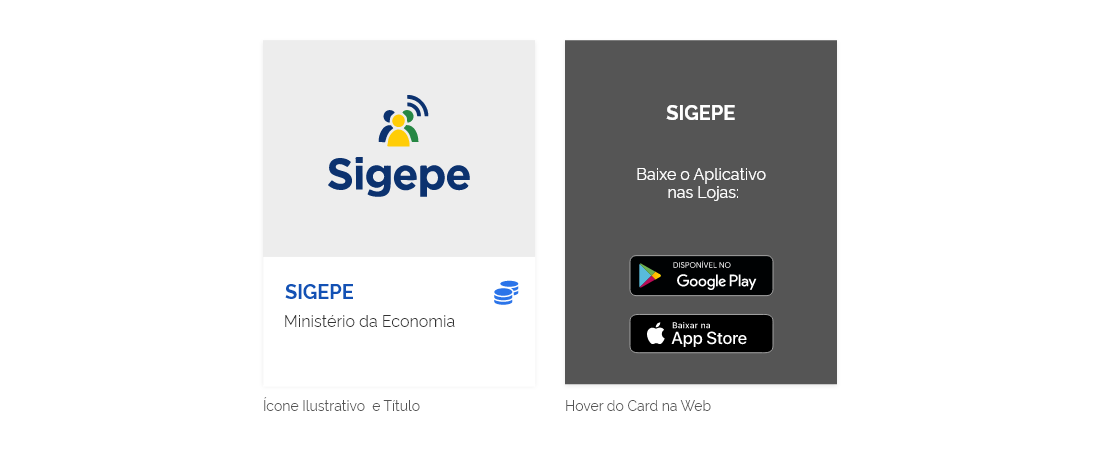 Sigepe
SIGEPE
Ministério da Economia
Ícone Ilustrativo e Título
SIGEPE
Baixe o Aplicativo
nas Lojas:
DISPONÍVEL NO
Google Play
Baixar na
App Store
Hover do Card na Web